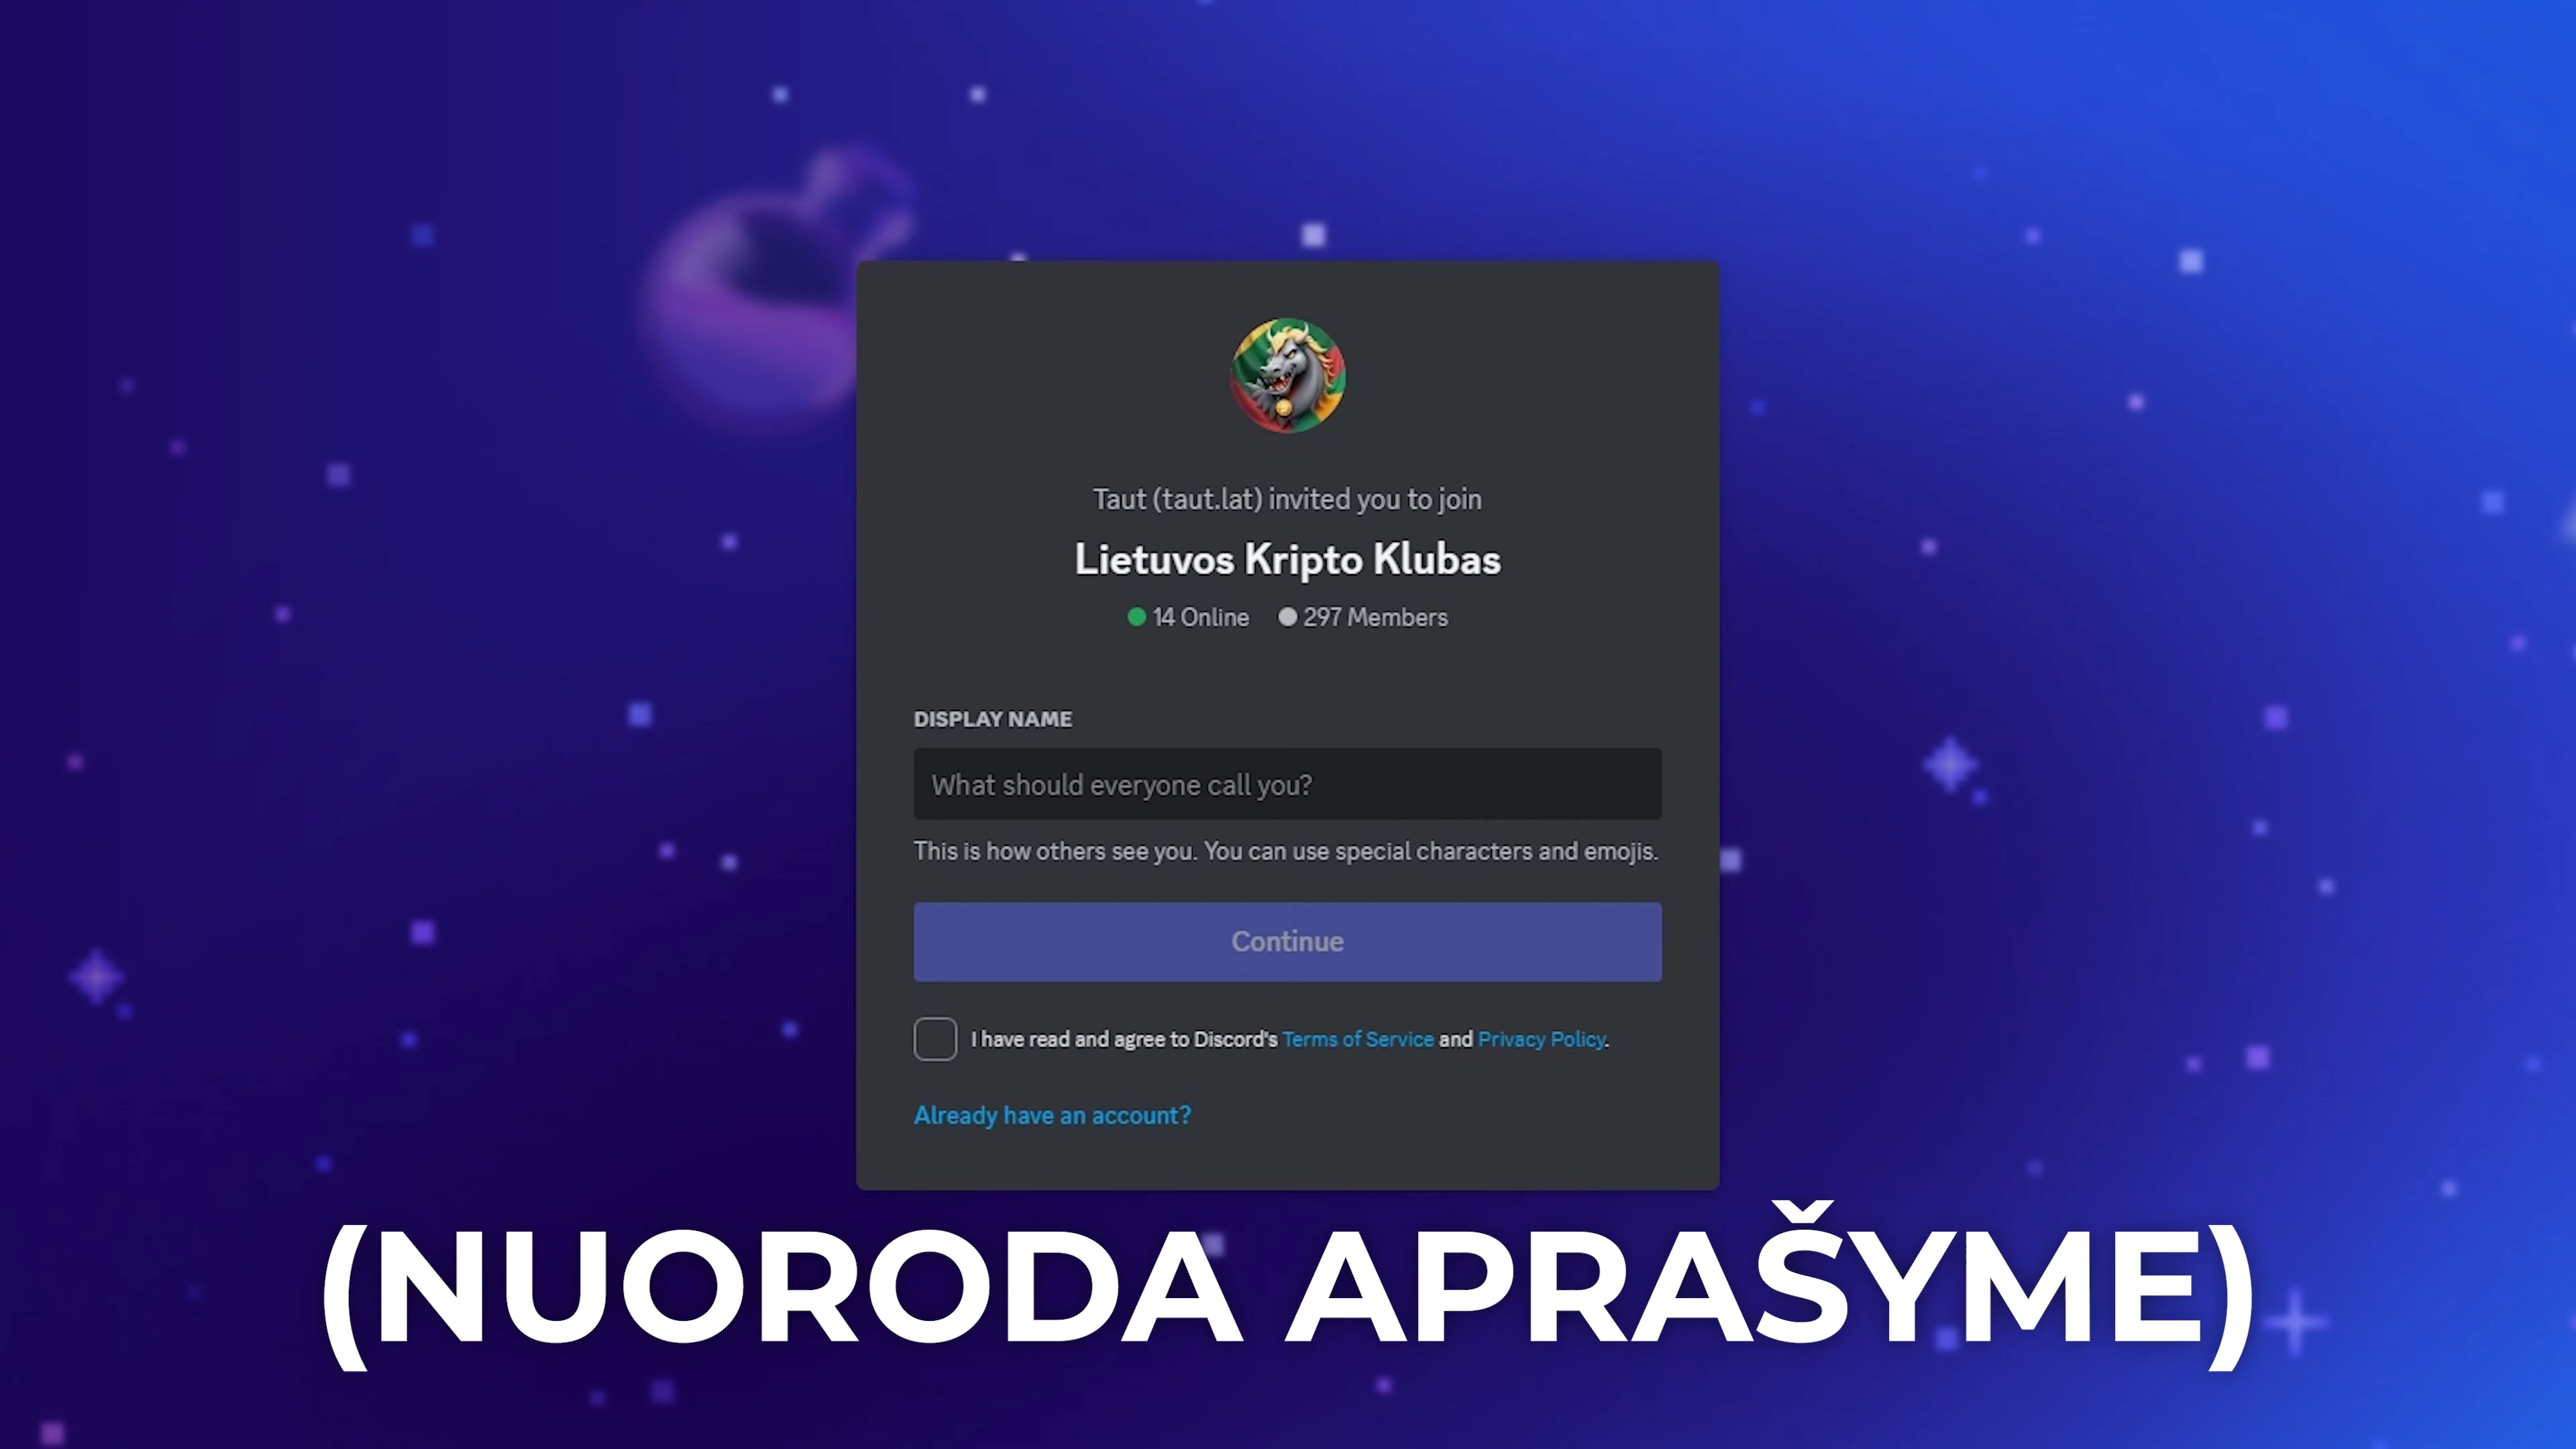 Taut (taut.lat) invited you to join
Lietuvos Kripto Klubas
14 Online 297 Members
DISPLAY NAME
What should everyone call you?
This is how others see you. You can use special characters and emojis.
Continue
I have read and agree to Discord's Terms of Service and Privacy Policy.
Already have an account?
(NUORODA APRAŠYME)